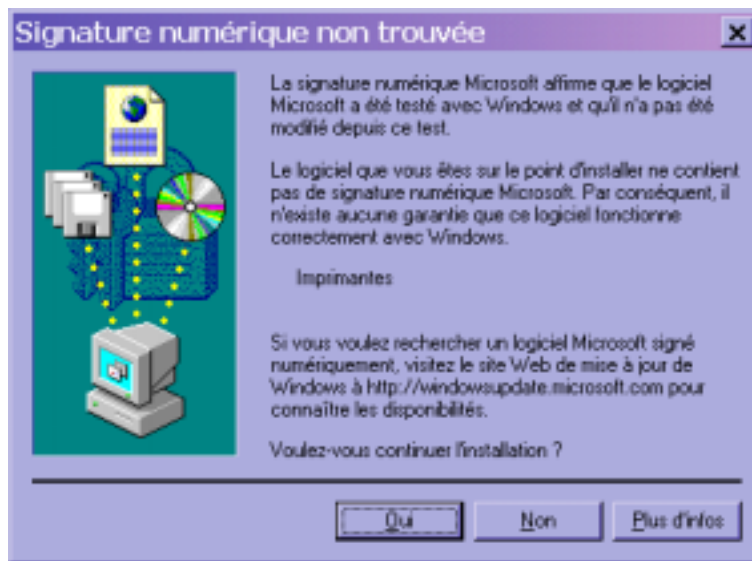 Signature numérique non trouvée
La signature numérique Microsoft affirme que le logiciel
Microsoft a été testé avec Windows et qu'il n'a pas été
modifié depuis ce test.
Le logiciel que vous êtes sur le point d'installer ne contient
pas de signature numérique Microsoft. Par conséquent, il
n'existe aucune garantie que ce logiciel fonctionne
correctement avec Windows.
Imprimantes
Si vous voulez rechercher un logiciel Microsoft signé
numériquement, visitez le site Web de mise à jour de
Windows à http://windowsupdate.microsoft.com pour
connaître les disponibilités.
Voulez-vous continuer l'installation ?
Oui Non Plus d'infos